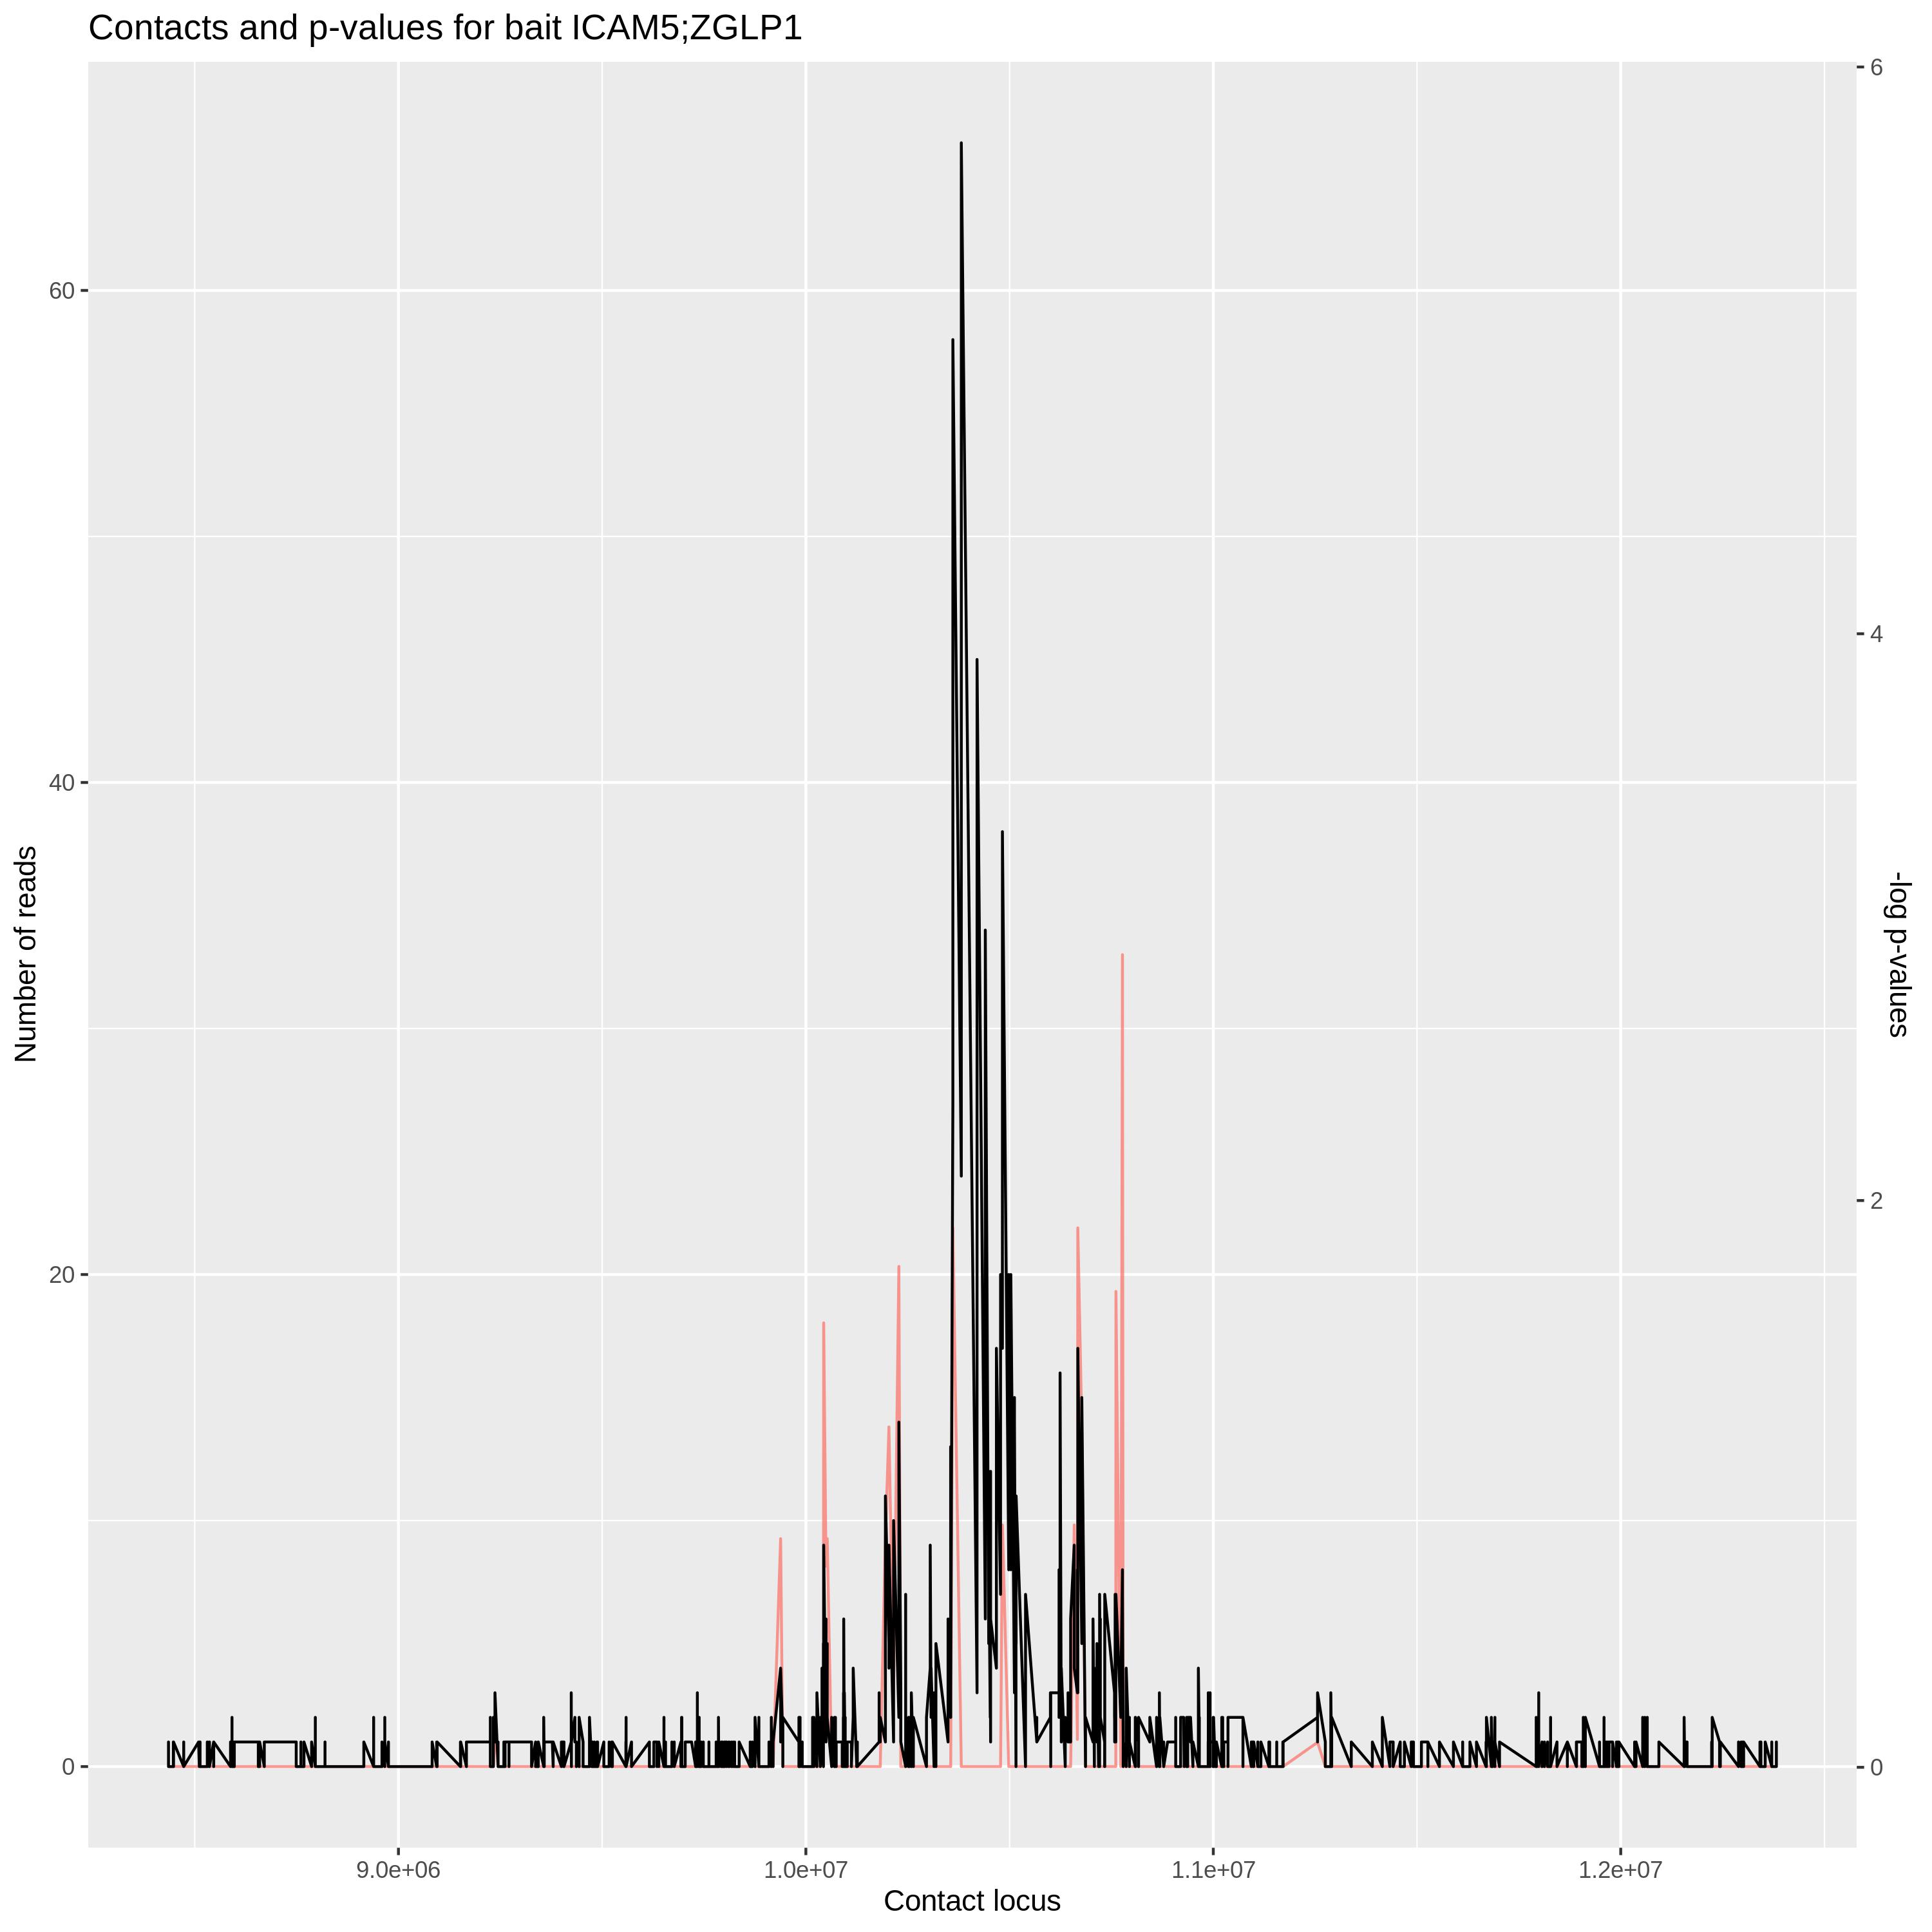 Contacts and p-values for bait ICAM5;ZGLP1
60
40
20
0
Number of reads
6
4
2
0
-log p-values
9.0e+06
1.0e+07
1.1e+07
1.2e+07
Contact locus